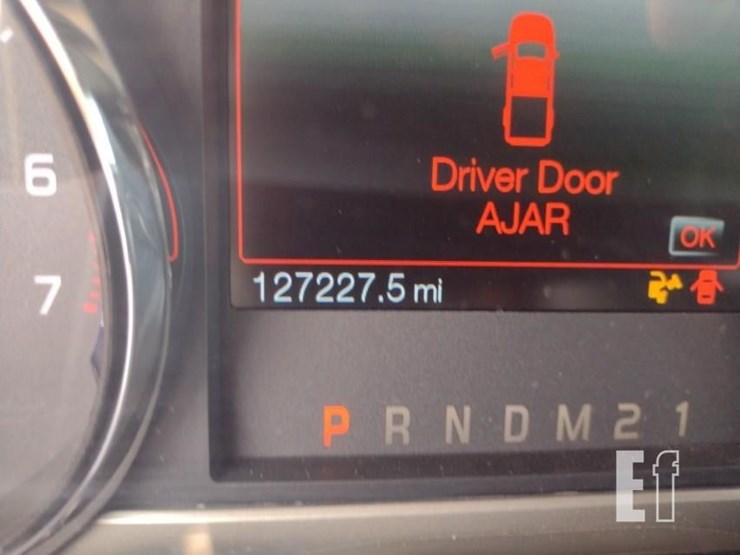 6
7
Driver Door
AJAR
OK
127227.5 mi
P R N D M 2 1
Ef